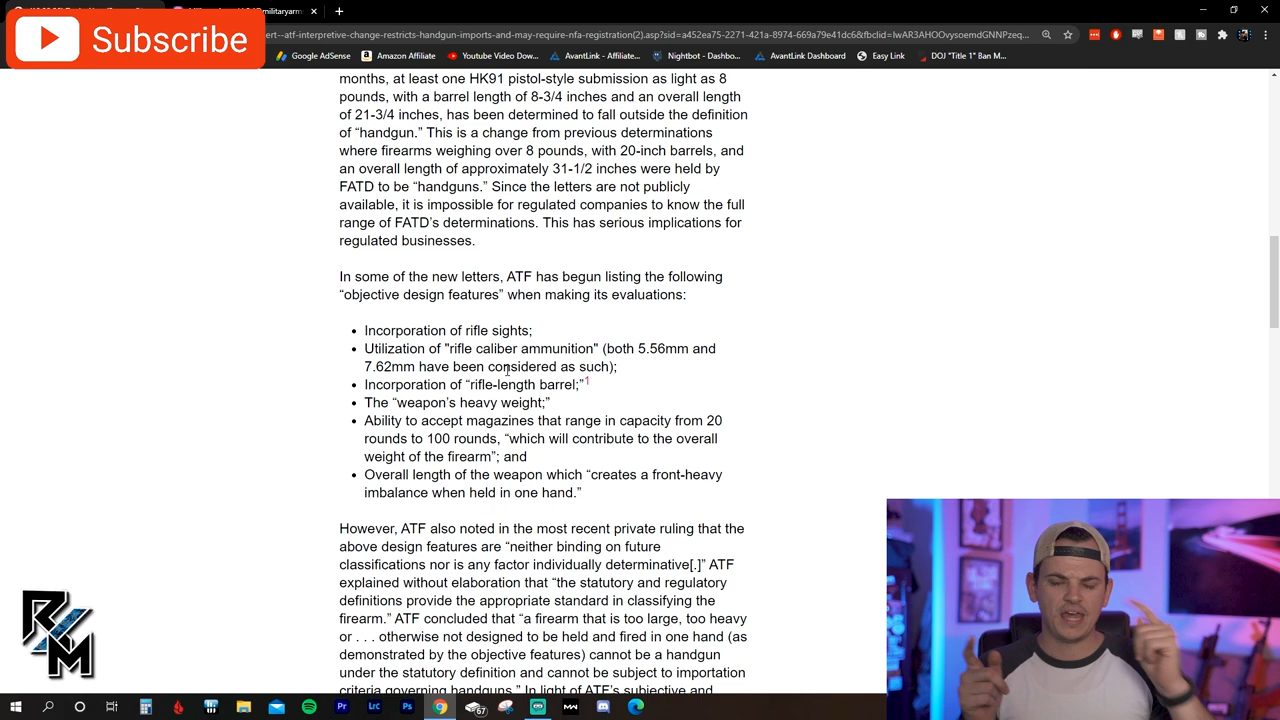 militaryarm
Subscribe
ert--atf-interpretive-change-restricts-handgun-imports-and-may-require-nfa-registration(2).asp?sid=a452ea75-2271-421a-8974-669a79e41dc6&fbclid=IwAR3AHOOvysoemdGNNPzeq...
Google AdSense
Amazon Affiliate
Youtube Video Dow...
AvantLink - Affiliate...
Nightbot - Dashbo...
AvantLink Dashboard
Easy Link
DOJ "Title 1" Ban M...
months, at least one HK91 pistol-style submission as light as 8
pounds, with a barrel length of 8-3/4 inches and an overall length
of 21-3/4 inches, has been determined to fall outside the definition
of “handgun.” This is a change from previous determinations
where firearms weighing over 8 pounds, with 20-inch barrels, and
an overall length of approximately 31-1/2 inches were held by
FATD to be “handguns.” Since the letters are not publicly
available, it is impossible for regulated companies to know the full
range of FATD’s determinations. This has serious implications for
regulated businesses.
In some of the new letters, ATF has begun listing the following
“objective design features” when making its evaluations:
• Incorporation of rifle sights;
• Utilization of "rifle caliber ammunition" (both 5.56mm and
7.62mm have been considered as such);
• Incorporation of “rifle-length barrel;”1
• The “weapon’s heavy weight;”
• Ability to accept magazines that range in capacity from 20
rounds to 100 rounds, “which will contribute to the overall
weight of the firearm”; and
• Overall length of the weapon which “creates a front-heavy
imbalance when held in one hand.”
However, ATF also noted in the most recent private ruling that the
above design features are “neither binding on future
classifications nor is any factor individually determinative[.]” ATF
explained without elaboration that “the statutory and regulatory
definitions provide the appropriate standard in classifying the
firearm.” ATF concluded that “a firearm that is too large, too heavy
or . . . otherwise not designed to be held and fired in one hand (as
demonstrated by the objective features) cannot be a handgun
under the statutory definition and cannot be subject to importation
criteria governing handguns.” In light of ATF’s subjective and
RKM
Pr
Lrc
Ps
67